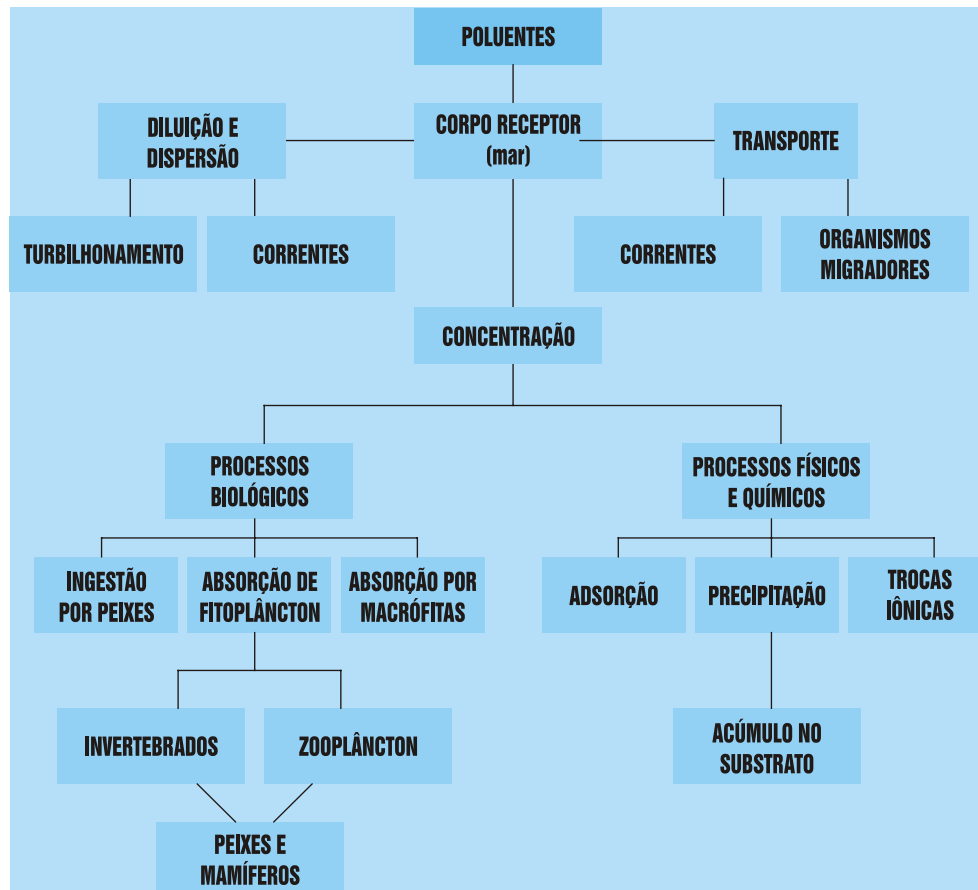 POLUENTES
DILUIÇÃO E
DISPERSÃO
CORPO RECEPTOR
(mar)
TRANSPORTE
TURBILHONAMENTO
CORRENTES
CORRENTES
ORGANISMOS
MIGRADORES
CONCENTRAÇÃO
PROCESSOS
BIOLÓGICOS
PROCESSOS FÍSICOS
E QUÍMICOS
INGESTÃO
POR PEIXES
ABSORÇÃO DE
FITOPLÂNCTON
ABSORÇÃO POR
MACRÓFITAS
ADSORÇÃO
PRECIPITAÇÃO
TROCAS
IÔNICAS
INVERTEBRADOS
ZOOPLÂNCTON
ACÚMULO NO
SUBSTRATO
PEIXES E
MAMÍFEROS